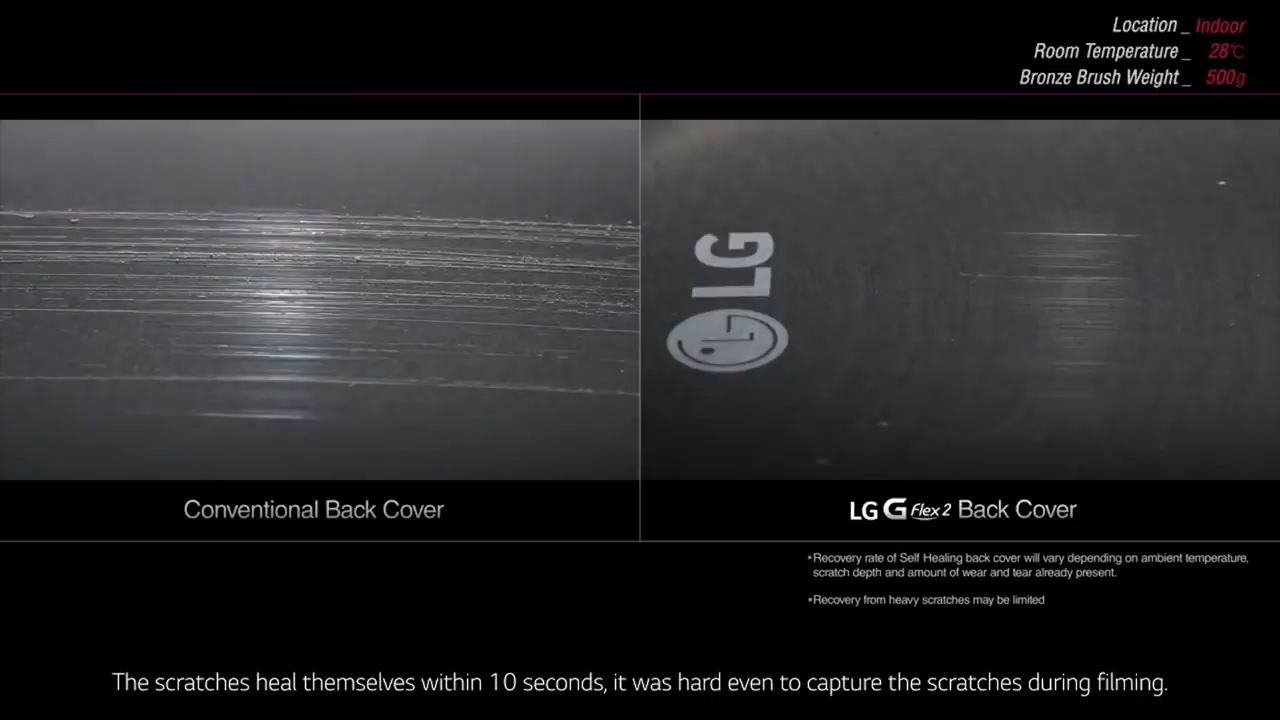 Location _ Indoor
Room Temperature _ 28℃
Bronze Brush Weight _ 500g
LG
Conventional Back Cover
LG G Flex 2 Back Cover
*Recovery rate of Self Healing back cover will vary depending on ambient temperature,
scratch depth and amount of wear and tear already present.
*Recovery from heavy scratches may be limited
The scratches heal themselves within 10 seconds, it was hard even to capture the scratches during filming.